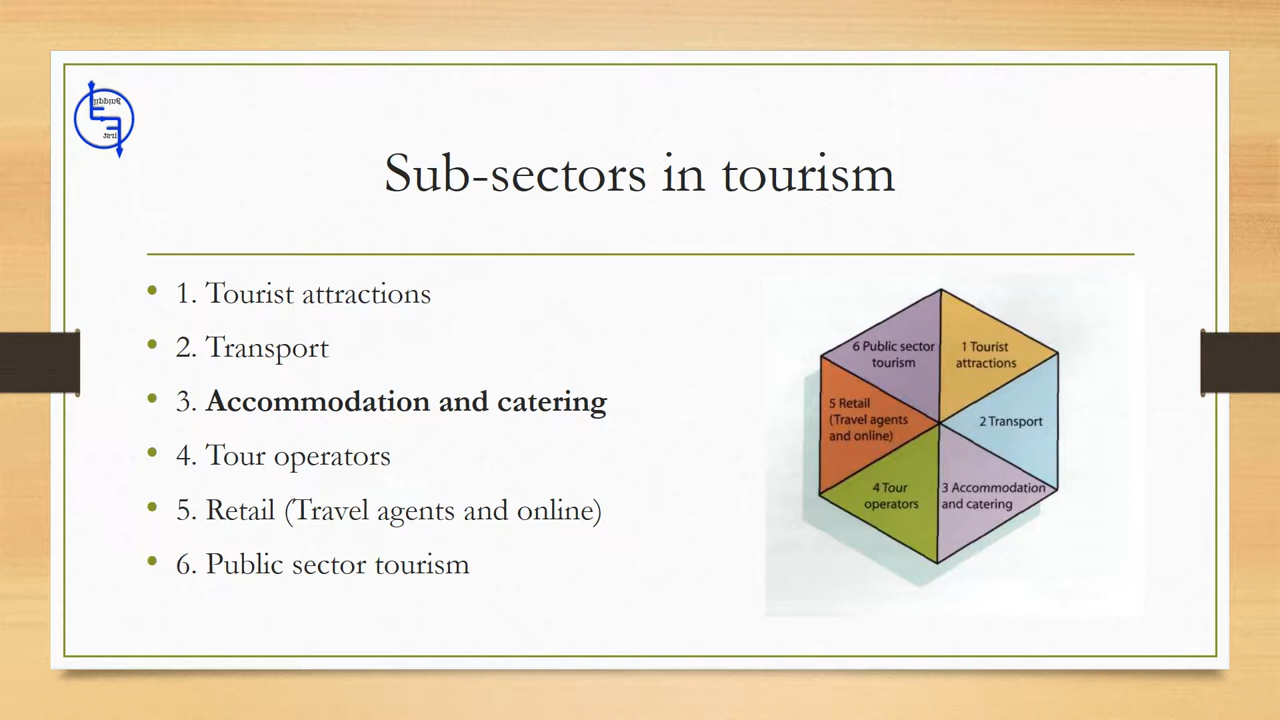 Sub-sectors in tourism
• 1. Tourist attractions
• 2. Transport
• 3. Accommodation and catering
• 4. Tour operators
• 5. Retail (Travel agents and online)
• 6. Public sector tourism
6 Public sector
tourism
1 Tourist
attractions
5 Retail
(Travel agents
and online)
2 Transport
4 Tour
operators
3 Accommodation
and catering